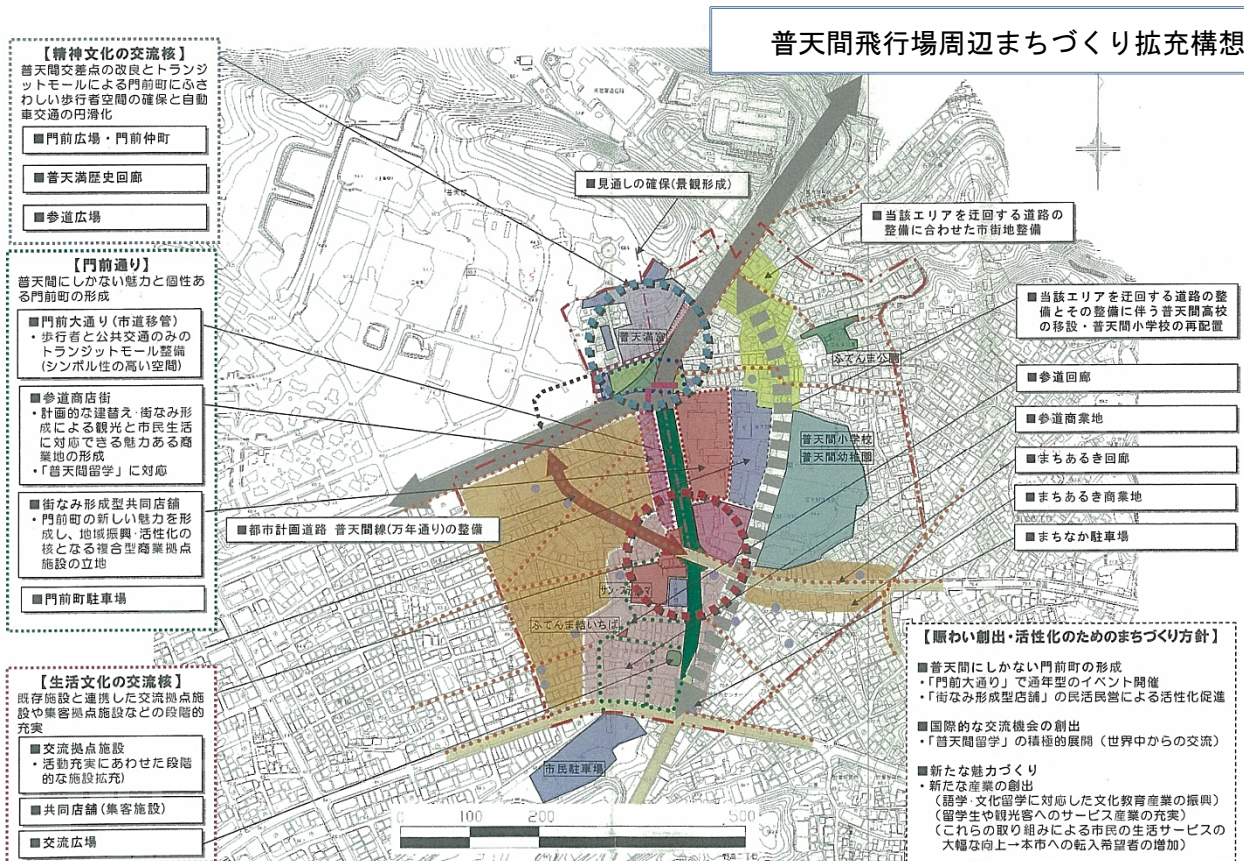 普天間飛行場周辺まちづくり拡充構想
【精神文化の交流核】
普天間交差点の改良とトランジ
ットモールによる門前町にふさ
わしい歩行者空間の確保と自動
車交通の円滑化
■門前広場・門前仲町
■普天満歴史回廊
■参道広場
【門前通り】
普天間にしかない魅力と個性あ
る門前町の形成
■門前大通り(市道移管)
・歩行者と公共交通のみの
トランジットモール整備
(シンボル性の高い空間)
■参道商店街
・計画的な建替え・街なみ形
成による観光と市民生活
に対応できる魅力ある商
業地の形成
・「普天間留学」に対応
■街なみ形成型共同店舗
・門前町の新しい魅力を形
成し、地域振興・活性化の
核となる複合型商業拠点
施設の立地
■門前町駐車場
【生活文化の交流核】
既存施設と連携した交流拠点施
設や集客拠点施設などの段階的
充実
■交流拠点施設
・活動充実にあわせた段階
的な施設拡充)
■共同店舗(集客施設)
■交流広場
■見通しの確保(景観形成)
■当該エリアを迂回する道路の
整備に合わせた市街地整備
■当該エリアを迂回する道路の整
備とその整備に伴う普天間高校
の移設・普天間小学校の再配置
■参道回廊
■参道商業地
■まちあるき回廊
■まちあるき商業地
■まちなか駐車場
普天満宮
ふてんま公園
普天間小学校
普天間幼稚園
■都市計画道路 普天間線(万年通り)の整備
ふてんま結いちば
市民駐車場
0 100 200 500
【賑わい創出・活性化のためのまちづくり方針】
■普天間にしかない門前町の形成
・「門前大通り」で通年型のイベント開催
・「街なみ形成型店舗」の民活民営による活性化促進
■国際的な交流機会の創出
・「普天間留学」の積極的展開(世界中からの交流)
■新たな魅力づくり
・新たな産業の創出
(語学・文化留学に対応した文化教育産業の振興)
(留学生や観光客へのサービス産業の充実)
(これらの取り組みによる市民の生活サービスの
大幅な向上→本市への転入希望者の増加)